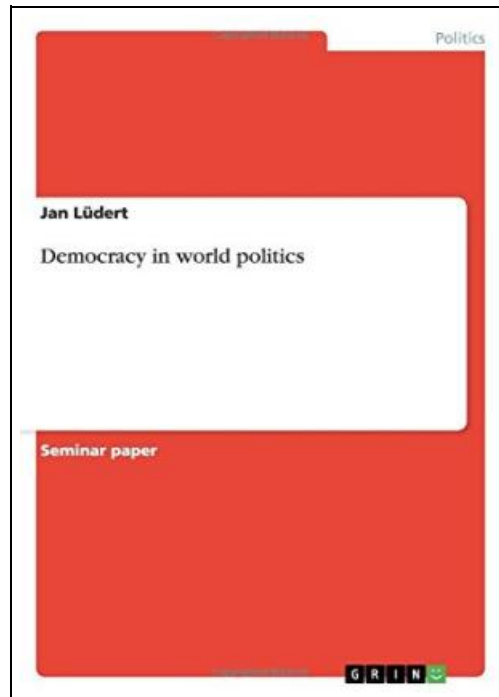 Politics
Jan Lüdert
Democracy in world politics
Seminar paper
GRIN